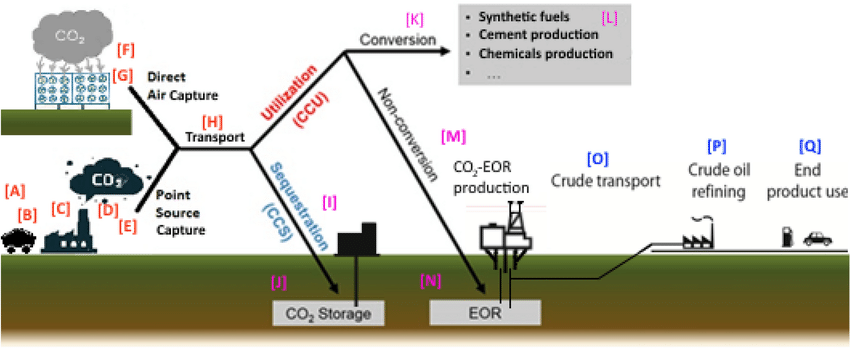 [K]
• Synthetic fuels [L]
• Cement production
• Chemicals production
• ...
Conversion
CO₂
[F]
[G]
Direct
Air Capture
[H]
Transport
Utilization
(CCU)
Non-conversion
Sequestration
(CCS)
[M]
CO₂-EOR
production
[O]
Crude transport
[P]
Crude oil
refining
[Q]
End
product use
[A]
[B]
[C]
CO₂
[D]
[E]
Point
Source
Capture
[I]
[J]
CO₂ Storage
[N]
EOR